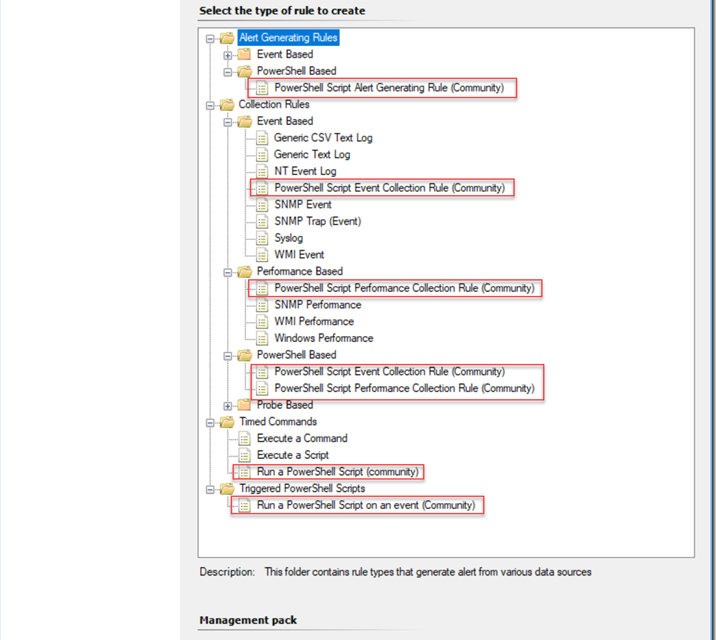 Select the type of rule to create
Alert Generating Rules
Event Based
PowerShell Based
PowerShell Script Alert Generating Rule (Community)
Collection Rules
Event Based
Generic CSV Text Log
Generic Text Log
NT Event Log
PowerShell Script Event Collection Rule (Community)
SNMP Event
SNMP Trap (Event)
Syslog
WMI Event
Performance Based
PowerShell Script Performance Collection Rule (Community)
SNMP Performance
WMI Performance
Windows Performance
PowerShell Based
PowerShell Script Event Collection Rule (Community)
PowerShell Script Performance Collection Rule (Community)
Probe Based
Timed Commands
Execute a Command
Execute a Script
Run a PowerShell Script (community)
Triggered PowerShell Scripts
Run a PowerShell Script on an event (Community)
Description: This folder contains rule types that generate alert from various data sources
Management pack